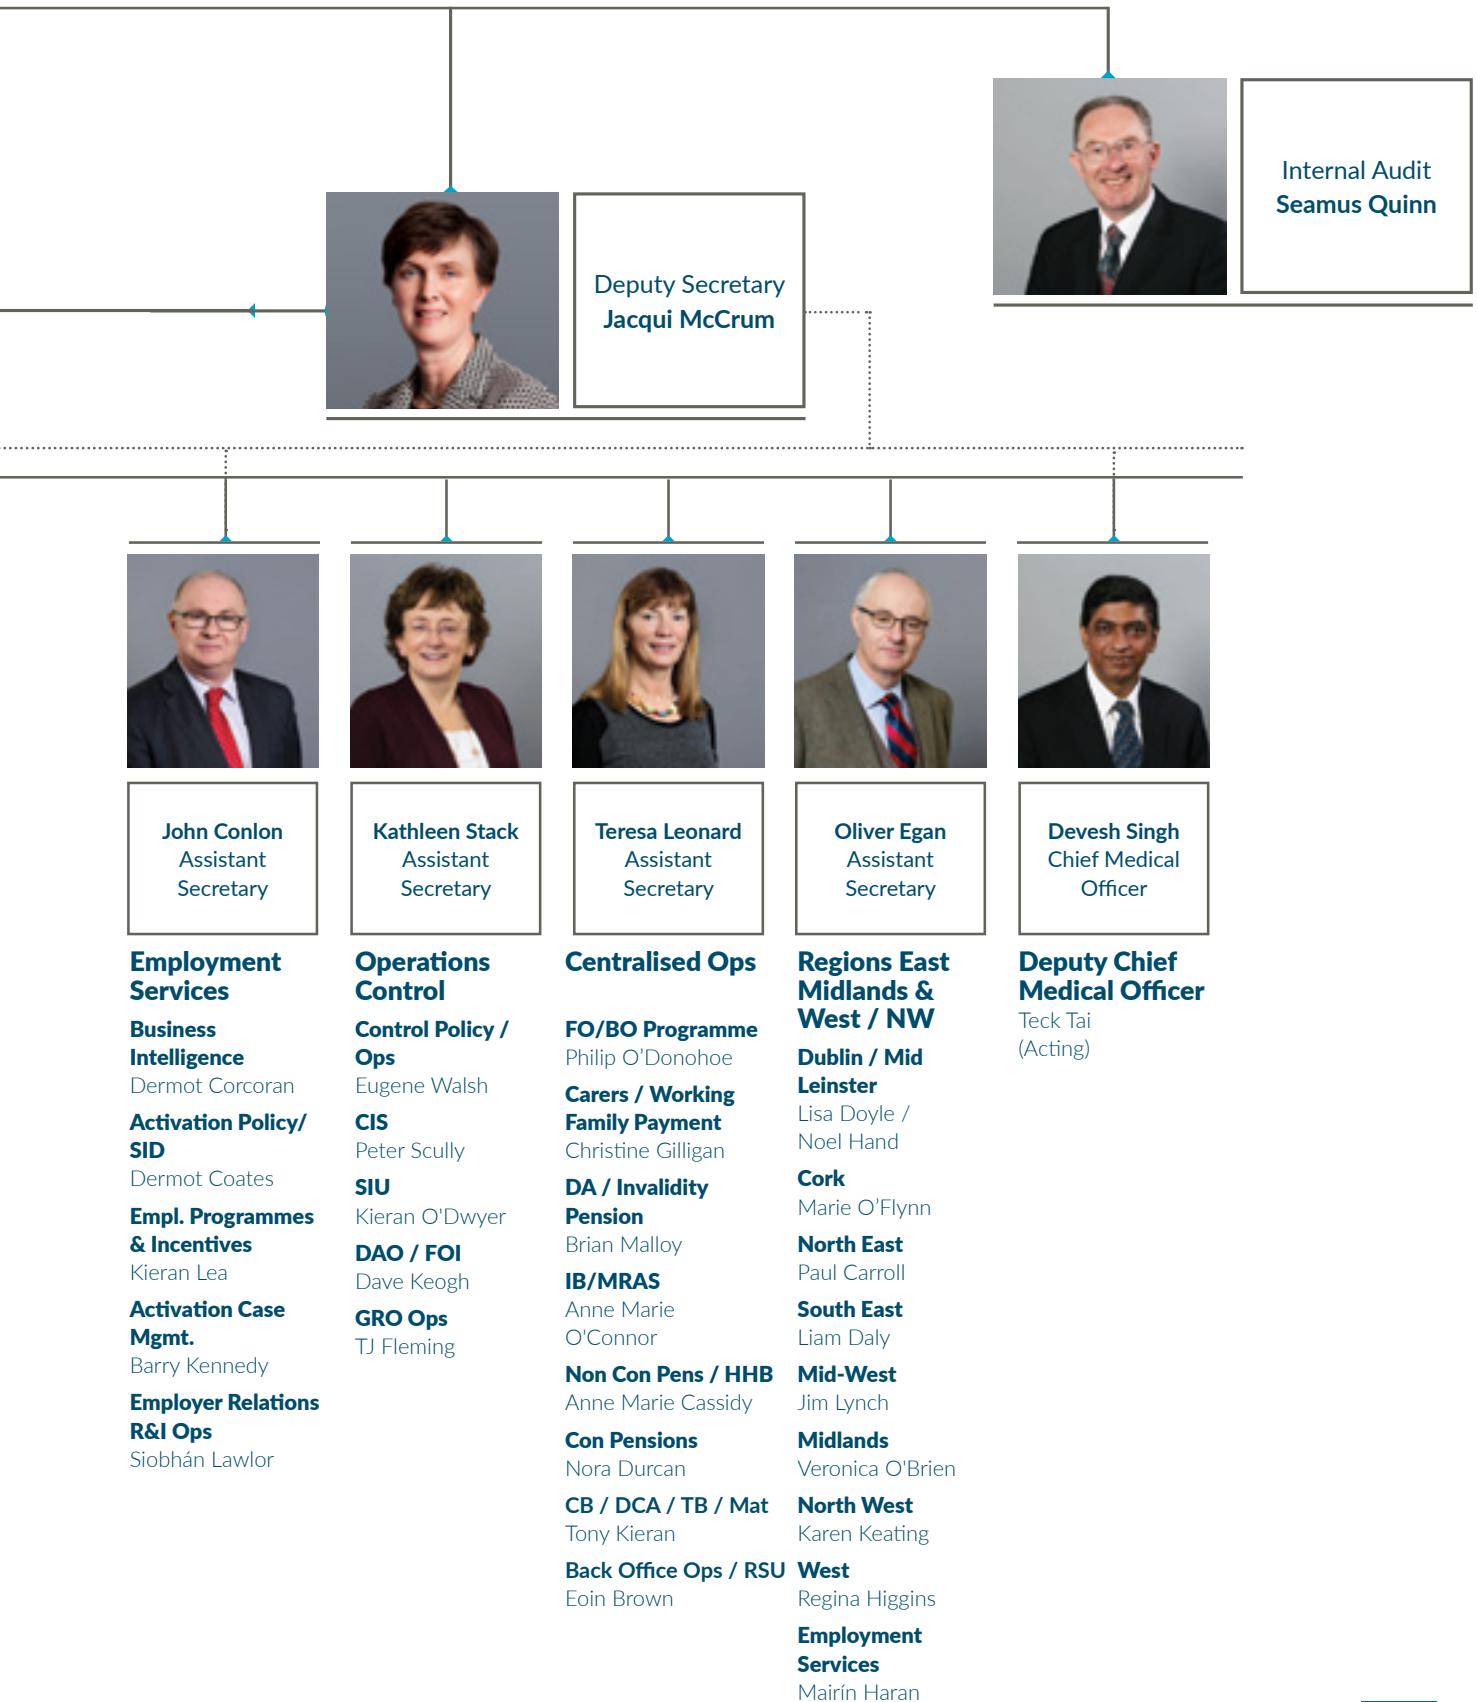 Internal Audit
Seamus Quinn
Deputy Secretary
Jacqui McCrum
John Conlon
Assistant
Secretary
Employment
Services
Business
Intelligence
Dermot Corcoran
Activation Policy/
SID
Dermot Coates
Empl. Programmes
& Incentives
Kieran Lea
Activation Case
Mgmt.
Barry Kennedy
Employer Relations
R&I Ops
Siobhán Lawlor
Kathleen Stack
Assistant
Secretary
Operations
Control
Control Policy /
Ops
Eugene Walsh
CIS
Peter Scully
SIU
Kieran O'Dwyer
DAO / FOI
Dave Keogh
GRO Ops
TJ Fleming
Teresa Leonard
Assistant
Secretary
Centralised Ops
FO/BO Programme
Philip O’Donohoe
Carers / Working
Family Payment
Christine Gilligan
DA / Invalidity
Pension
Brian Malloy
IB/MRAS
Anne Marie
O'Connor
Non Con Pens / HHB
Anne Marie Cassidy
Con Pensions
Nora Durcan
CB / DCA / TB / Mat
Tony Kieran
Back Office Ops / RSU
Eoin Brown
Oliver Egan
Assistant
Secretary
Regions East
Midlands &
West / NW
Dublin / Mid
Leinster
Lisa Doyle /
Noel Hand
Cork
Marie O’Flynn
North East
Paul Carroll
South East
Liam Daly
Mid-West
Jim Lynch
Midlands
Veronica O'Brien
North West
Karen Keating
West
Regina Higgins
Employment
Services
Mairín Haran
Devesh Singh
Chief Medical
Officer
Deputy Chief
Medical Officer
Teck Tai
(Acting)